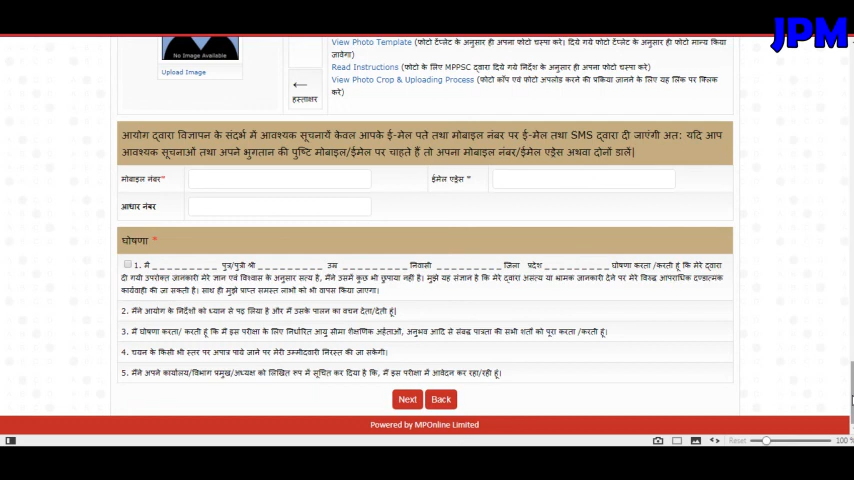 JPM
No Image Available
Upload Image
हस्ताक्षर
View Photo Template (फोटो टेंप्लेट के अनुसार ही अपना फोटो चस्पा करे। दिये गये फोटो टेंप्लेट के अनुसार ही फोटो मान्य किया
जावेगा)
Read Instructions (फोटो के लिए MPPSC द्वारा दिये गये निर्देश के अनुसार ही अपना फोटो चस्पा करे)
View Photo Crop & Uploading Process (फोटो क्रॉप एवं फोटो अपलोड करने की प्रक्रिया जानने के लिए यह लिंक पर क्लिक
करे)
आयोग द्वारा विज्ञापन के संदर्भ में आवश्यक सूचनायें केवल आपके ई-मेल पते तथा मोबाइल नंबर पर ई-मेल तथा SMS द्वारा दी जाएंगी अत: यदि आप
आवश्यक सूचनाओं तथा अपने भुगतान की पुष्टि मोबाइल/ईमेल पर चाहते हैं तो अपना मोबाइल नंबर/ईमेल एड्रेस अथवा दोनों डालें|
मोबाइल नंबर*
ईमेल एड्रेस *
आधार नंबर
घोषणा *
1. मै _ _ _ _ _ _ _ _ _ पुत्र/पुत्री श्री _ _ _ _ _ _ _ _ _ उम्र _ _ _ _ _ _ _ _ _ निवासी _ _ _ _ _ _ _ _ _ जिला प्रदेश _ _ _ _ _ _ _ _ _ घोषणा करता /करती हूं कि मेरे द्वारा
दी गयी उपरोक्त जानकारी मेरे ज्ञान एवं विश्वास के अनुसार सत्य है, मैंने उसमें कुछ भी छुपाया नहीं है। मुझे यह संज्ञान है कि मेरे द्वारा असत्य या भ्रामक जानकारी देने पर मेरे विरुद्ध आपराधिक दण्डात्मक
कार्यवाही की जा सकती है। साथ ही मुझे प्राप्त समस्त लाभों को भी वापस किया जाएगा।
2. मैंने आयोग के निर्देशों को ध्यान से पढ़ लिया है और मैं उसके पालन का वचन देता/देती हूं|
3. मैं घोषणा करता/ करती हूं कि मैं इस परीक्षा के लिए निर्धारित आयु सीमा शैक्षणिक अर्हताओं, अनुभव आदि से संबद्ध पात्रता की सभी शर्तों को पूरा करता /करती हूं।
4. चयन के किसी भी स्तर पर अपात्र पाये जाने पर मेरी उम्मीदवारी निरस्त की जा सकेगी।
5. मैंने अपने कार्यालय/विभाग प्रमुख/अध्यक्ष को लिखित रूप में सूचित कर दिया है कि, मैं इस परीक्षा में आवेदन कर रहा/रही हूं।
Next Back
Powered by MPOnline Limited
Reset 100 %